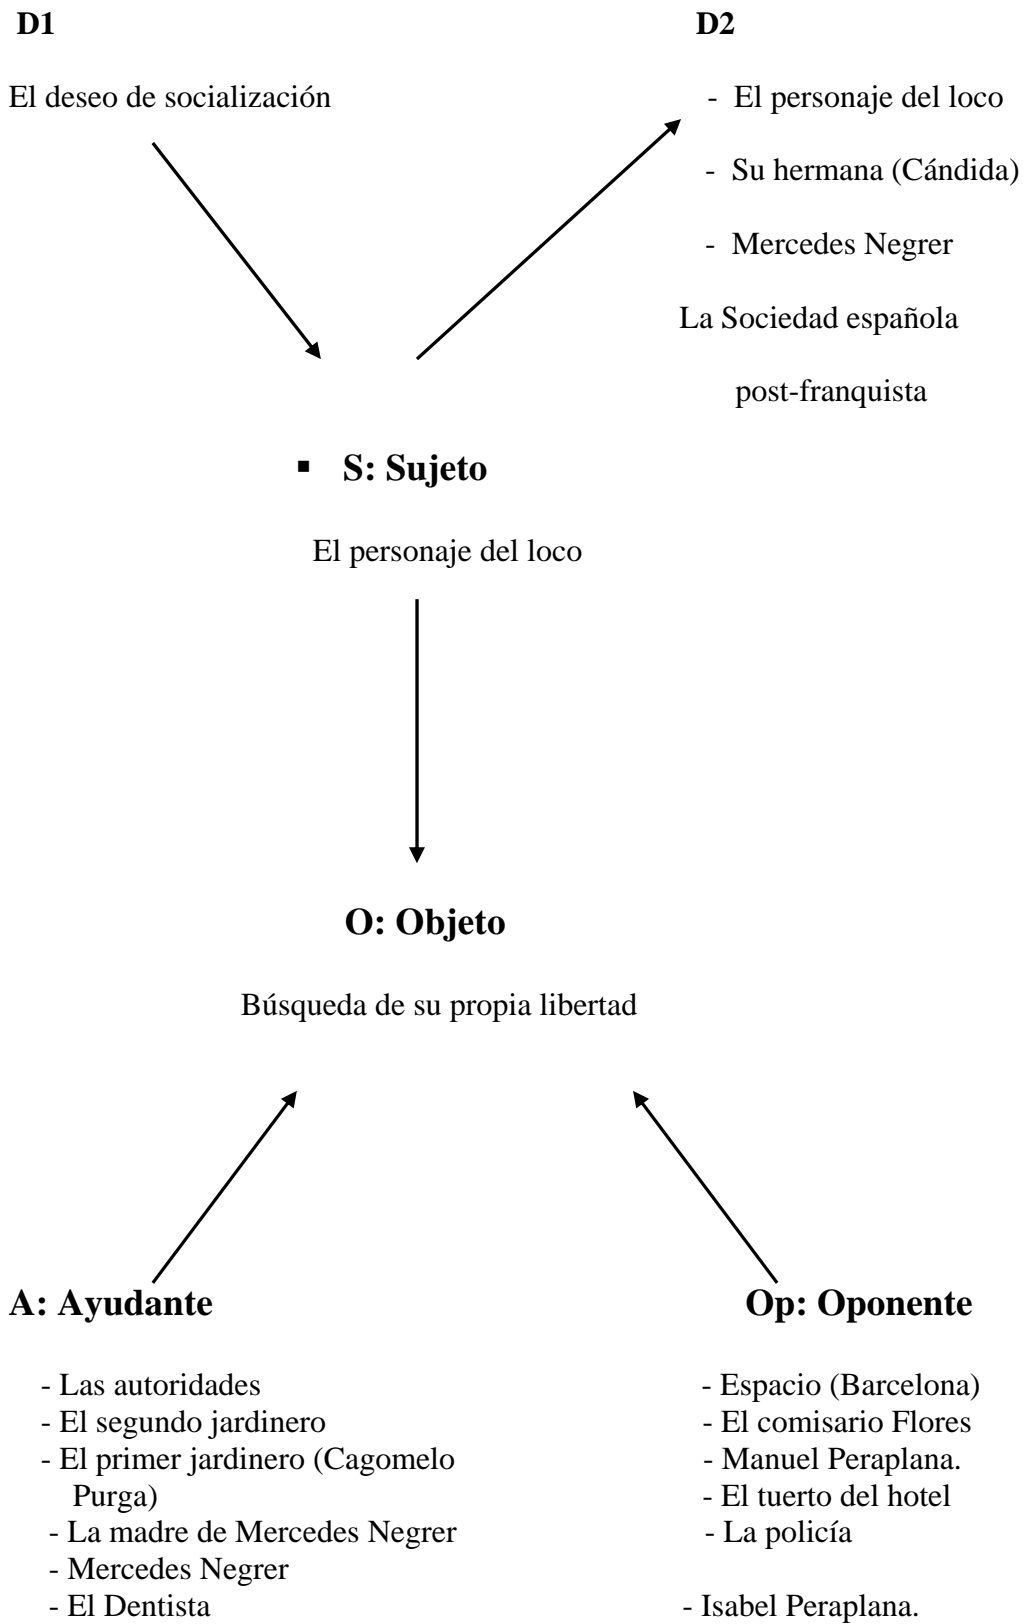 D1
D2
El deseo de socialización
- El personaje del loco
- Su hermana (Cándida)
- Mercedes Negrer
La Sociedad española
post-franquista
▪ S: Sujeto
El personaje del loco
O: Objeto
Búsqueda de su propia libertad
A: Ayudante
- Las autoridades
- El segundo jardinero
- El primer jardinero (Cagomelo
Purga)
- La madre de Mercedes Negrer
- Mercedes Negrer
- El Dentista
Op: Oponente
- Espacio (Barcelona)
- El comisario Flores
- Manuel Peraplana.
- El tuerto del hotel
- La policía
- Isabel Peraplana.